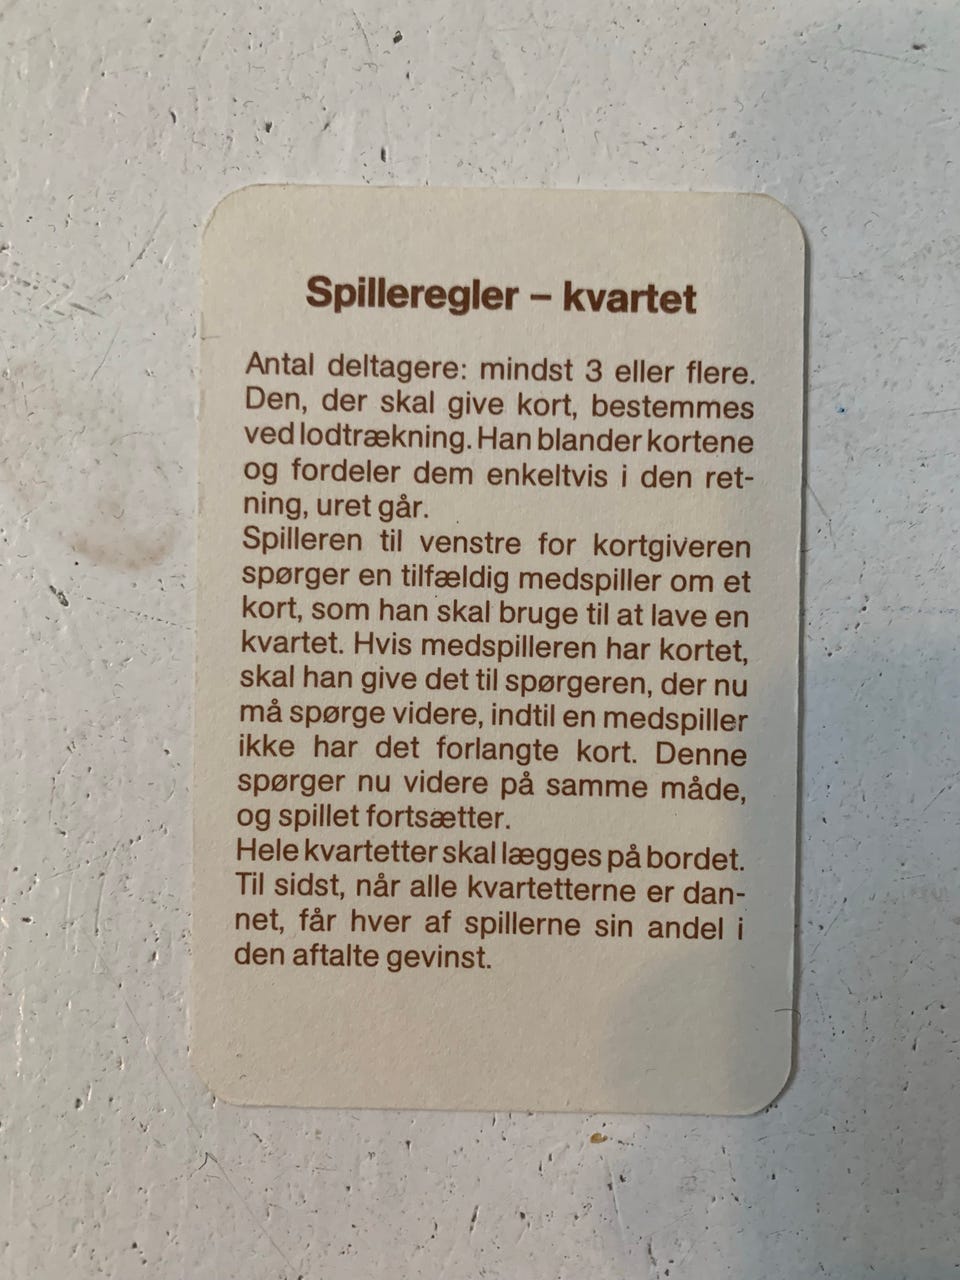 Spilleregler – kvartet
Antal deltagere: mindst 3 eller flere.
Den, der skal give kort, bestemmes
ved lodtrækning. Han blander kortene
og fordeler dem enkeltvis i den ret-
ning, uret går.
Spilleren til venstre for kortgiveren
spørger en tilfældig medspiller om et
kort, som han skal bruge til at lave en
kvartet. Hvis medspilleren har kortet,
skal han give det til spørgeren, der nu
må spørge videre, indtil en medspiller
ikke har det forlangte kort. Denne
spørger nu videre på samme måde,
og spillet fortsætter.
Hele kvartetter skal lægges på bordet.
Til sidst, når alle kvartetterne er dan-
net, får hver af spillerne sin andel i
den aftalte gevinst.